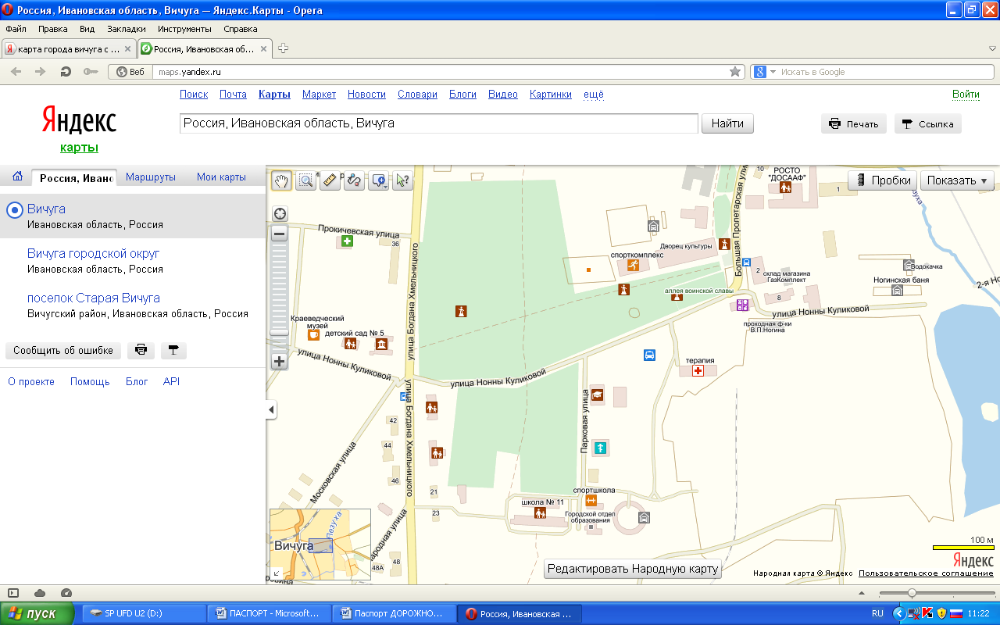 Россия, Ивановская область, Вичуга — Яндекс.Карты - Opera
Файл Правка Вид Закладки Инструменты Справка
карта города вичуга с ...
Россия, Ивановская об...
Веб
maps.yandex.ru
Искать в Google
Поиск Почта Карты Маркет Новости Словари Блоги Видео Картинки ещё
Войти
Яндекс
карты
Россия, Ивановская область, Вичуга
Найти
Печать
Ссылка
Россия, Ивано
Маршруты
Мои карты
Пробки
Показать
Вичуга
Ивановская область, Россия
Вичуга городской округ
Ивановская область, Россия
поселок Старая Вичуга
Вичугский район, Ивановская область, Россия
Сообщить об ошибке
О проекте Помощь Блог API
РОСТО
"ДОСААФ"
10
1
Большая Пролетарская улица
Прокичевская улица
36
улица Богдана Хмельницкого
Дворец культуры
спорткомплекс
аллея воинской славы
2
склад магазина
ГазКомплект
8
Водокачка
Ногинская баня
2-я Но
улица Нонны Куликовой
проходная ф-ки
В.П.Ногина
Краеведческий
музей
детский сад № 5
улица Нонны Куликовой
улица Нонны Куликовой
терапия
Парковая улица
улица Богдана Хмельницкого
42
44
46
Московская улица
21
23
школа № 11
спортшкола
Городской отдел
образования
Народная улица
48
48А
Вичуга
Пезуха
Редактировать Народную карту
100 м
Яндекс
Народная карта © Яндекс Пользовательское соглашение
пуск
SP UFD U2 (D:)
ПАСПОРТ - Microsoft...
Паспорт ДОРОЖНО...
Россия, Ивановская ...
RU
11:22